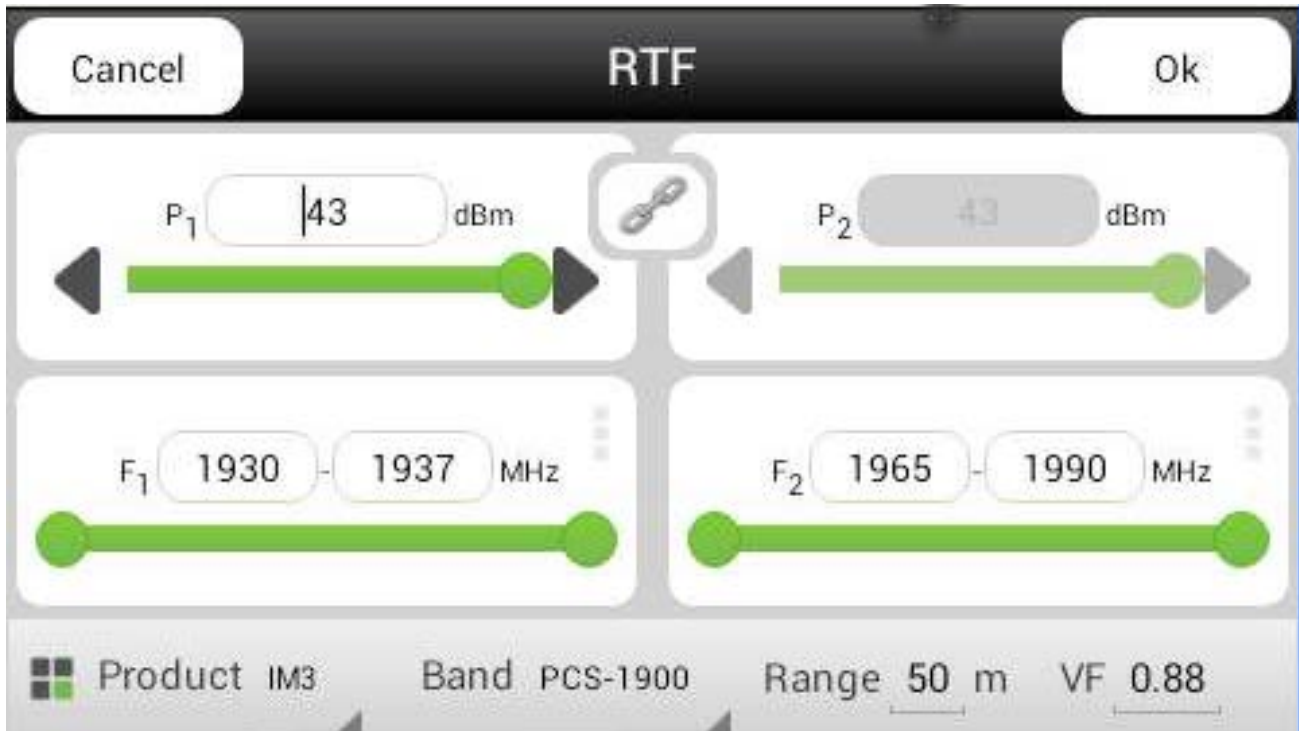 Cancel RTF Ok
P1 43 dBm P2 43 dBm
F1 1930 - 1937 MHz F2 1965 - 1990 MHz
Product IM3 Band PCS-1900 Range 50 m VF 0.88